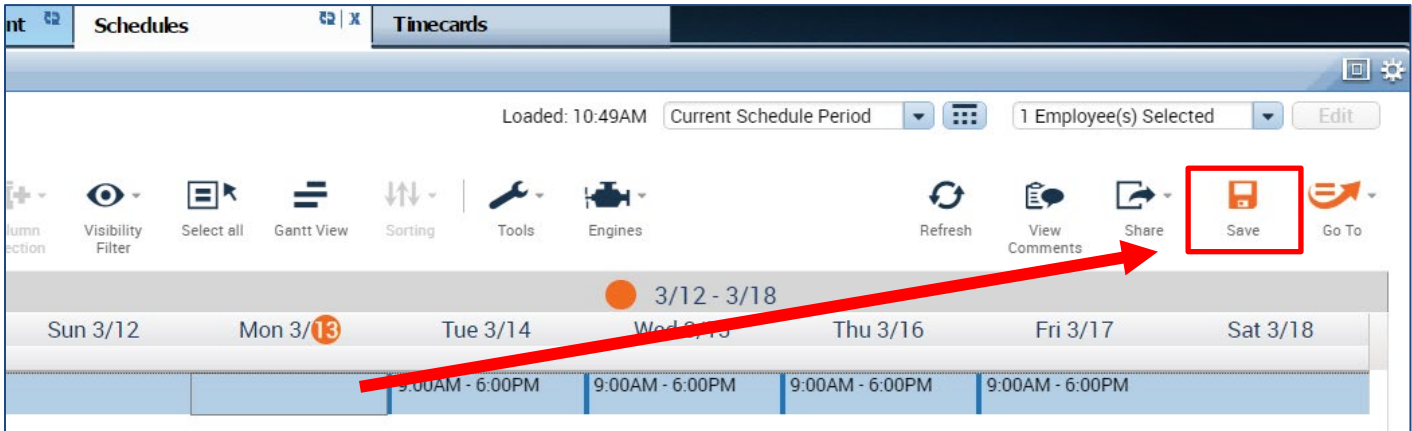 nt
Schedules
X
Timecards
Loaded: 10:49AM
Current Schedule Period
1 Employee(s) Selected
Edit
Visibility
Filter
Select all
Gantt View
Sorting
Tools
Engines
Refresh
View
Comments
Share
Save
Go To
3/12 - 3/18
Sun 3/12
Mon 3/13
Tue 3/14
Wed 3/15
Thu 3/16
Fri 3/17
Sat 3/18
9:00AM - 6:00PM
9:00AM - 6:00PM
9:00AM - 6:00PM
9:00AM - 6:00PM